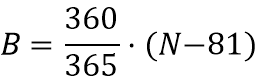 B = 360/365 · (N−81)